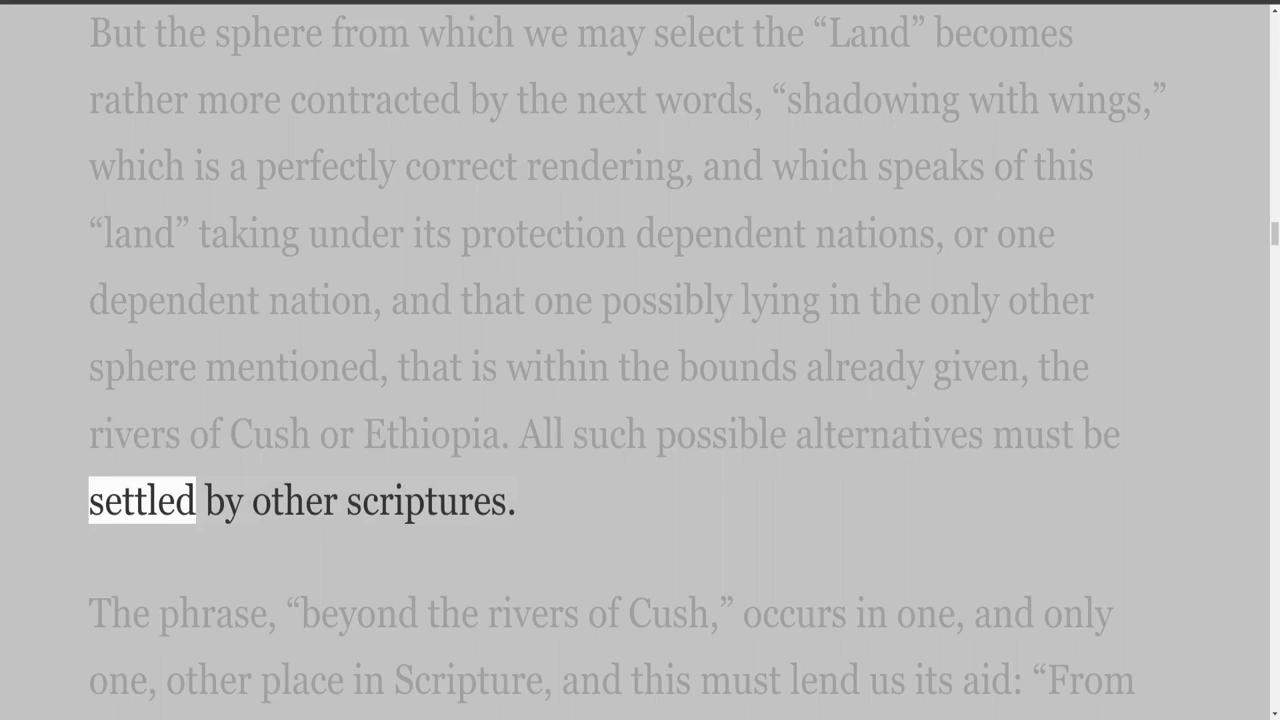 But the sphere from which we may select the “Land” becomes
rather more contracted by the next words, “shadowing with wings,”
which is a perfectly correct rendering, and which speaks of this
“land” taking under its protection dependent nations, or one
dependent nation, and that one possibly lying in the only other
sphere mentioned, that is within the bounds already given, the
rivers of Cush or Ethiopia. All such possible alternatives must be
settled by other scriptures.
The phrase, “beyond the rivers of Cush,” occurs in one, and only
one, other place in Scripture, and this must lend us its aid: “From